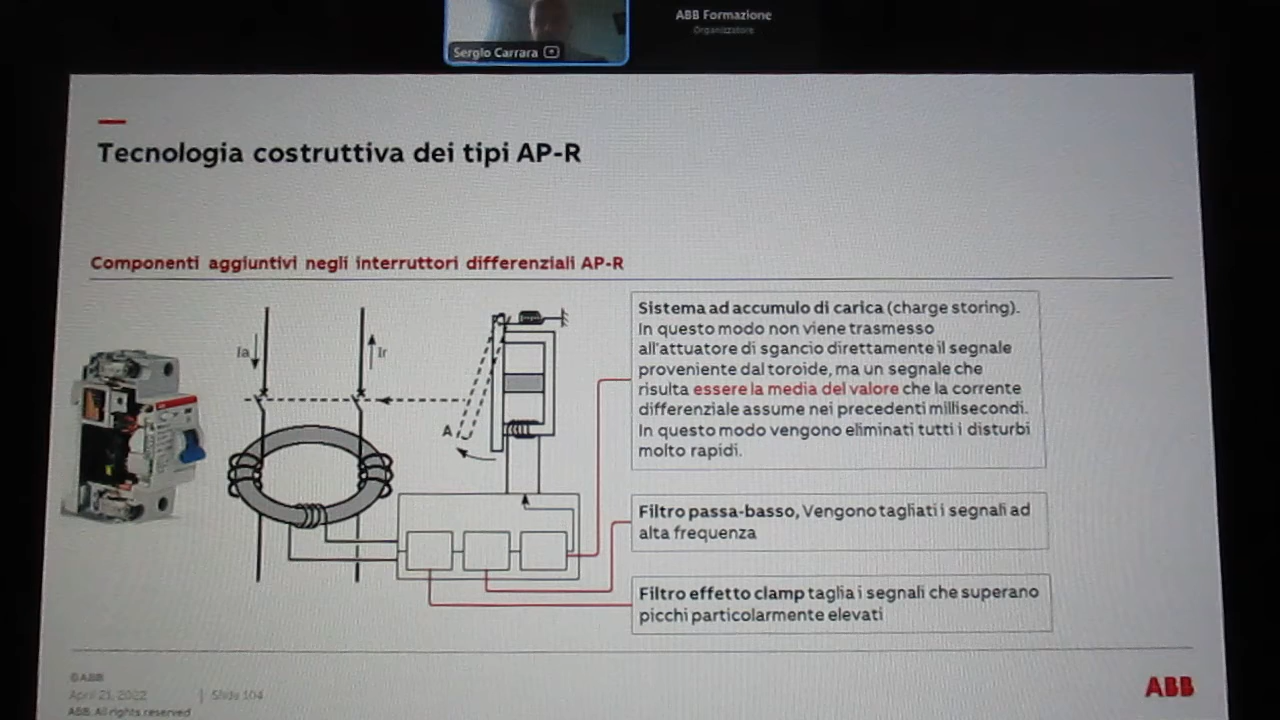 Sergio Carrara
ABB Formazione
Organizzatore
Tecnologia costruttiva dei tipi AP-R
Componenti aggiuntivi negli interruttori differenziali AP-R
Ia
Ir
A
Sistema ad accumulo di carica (charge storing).
In questo modo non viene trasmesso
all'attuatore di sgancio direttamente il segnale
proveniente dal toroide, ma un segnale che
risulta essere la media del valore che la corrente
differenziale assume nei precedenti millisecondi.
In questo modo vengono eliminati tutti i disturbi
molto rapidi.
Filtro passa-basso, Vengono tagliati i segnali ad
alta frequenza
Filtro effetto clamp taglia i segnali che superano
picchi particolarmente elevati
©ABB
April 21, 2022 | Slide 104
ABB. All rights reserved
ABB